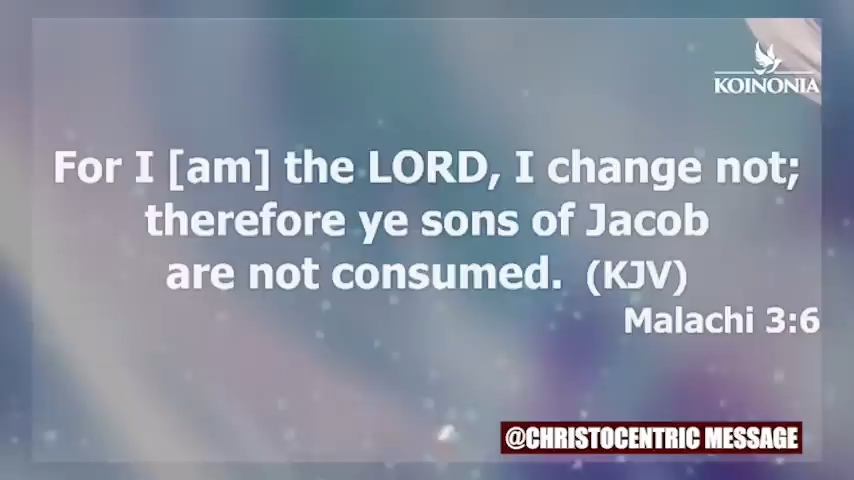 KOINONIA
For I [am] the LORD, I change not;
therefore ye sons of Jacob
are not consumed. (KJV)
Malachi 3:6
@CHRISTOCENTRIC MESSAGE